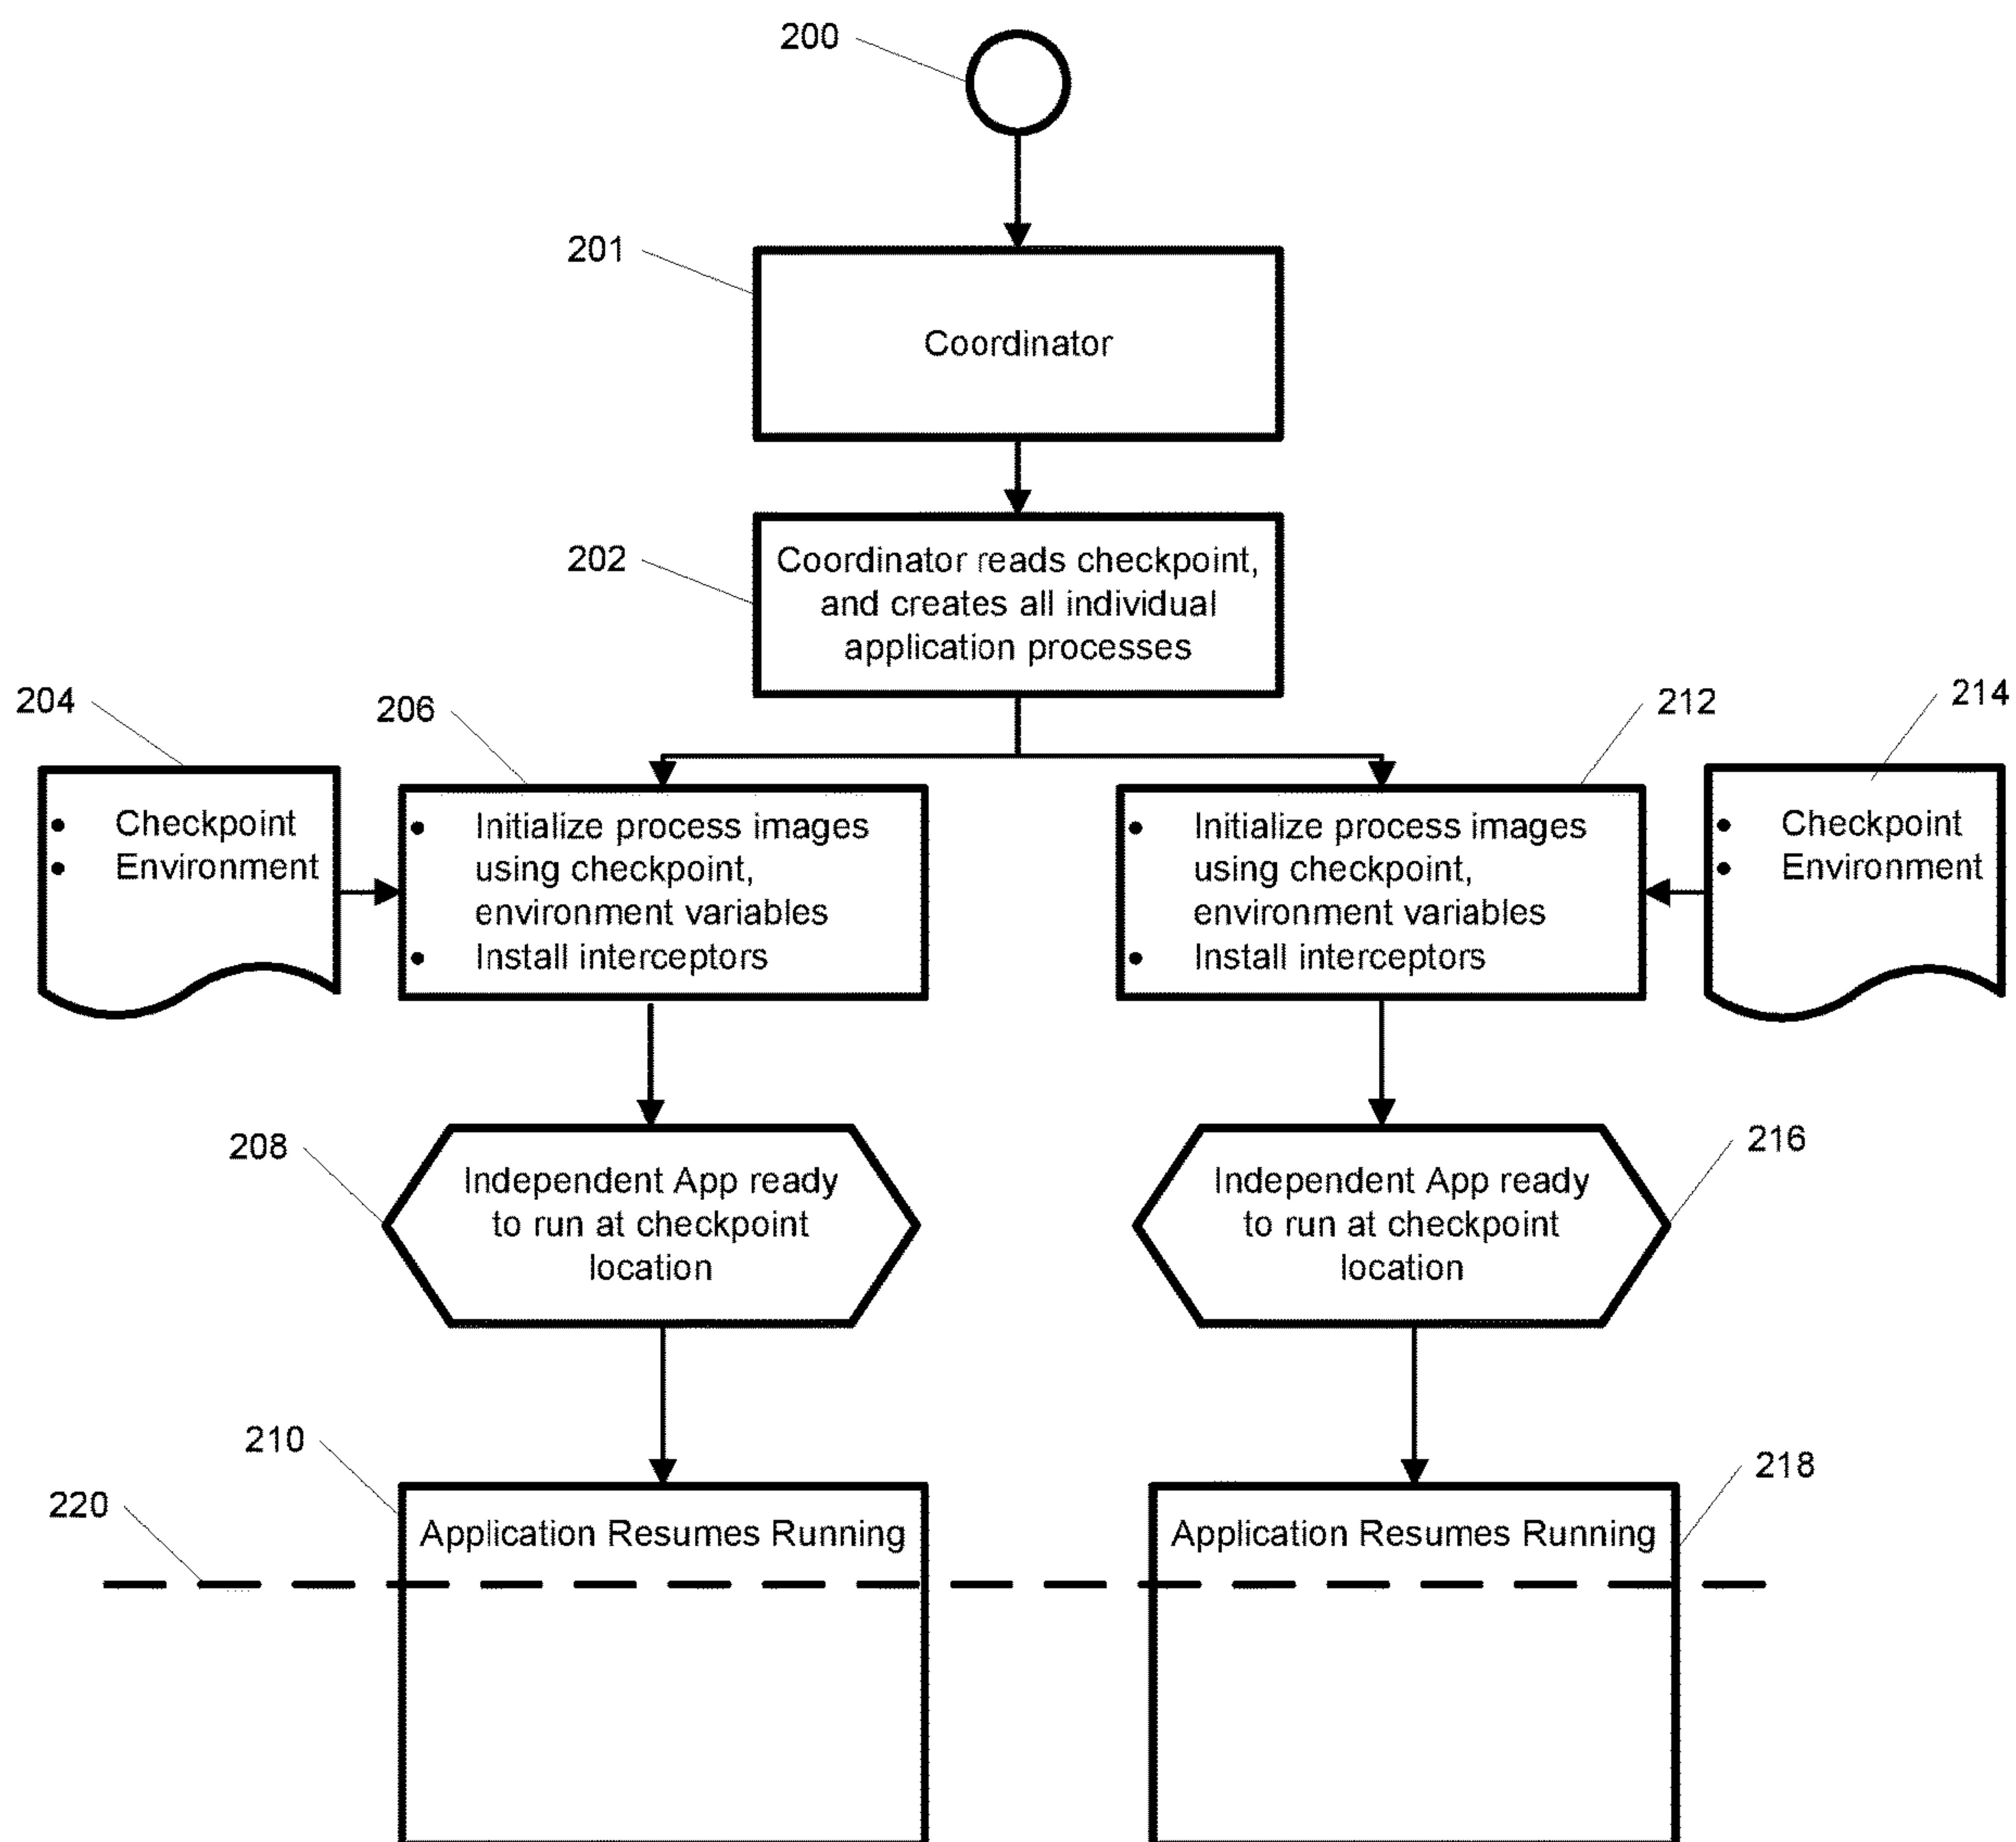 200
201
Coordinator
202
Coordinator reads checkpoint,
and creates all individual
application processes
204
206
212
214
• Checkpoint
• Environment
• Initialize process images
using checkpoint,
environment variables
• Install interceptors
• Initialize process images
using checkpoint,
environment variables
• Install interceptors
• Checkpoint
• Environment
208
Independent App ready
to run at checkpoint
location
216
Independent App ready
to run at checkpoint
location
210
218
220
Application Resumes Running
Application Resumes Running